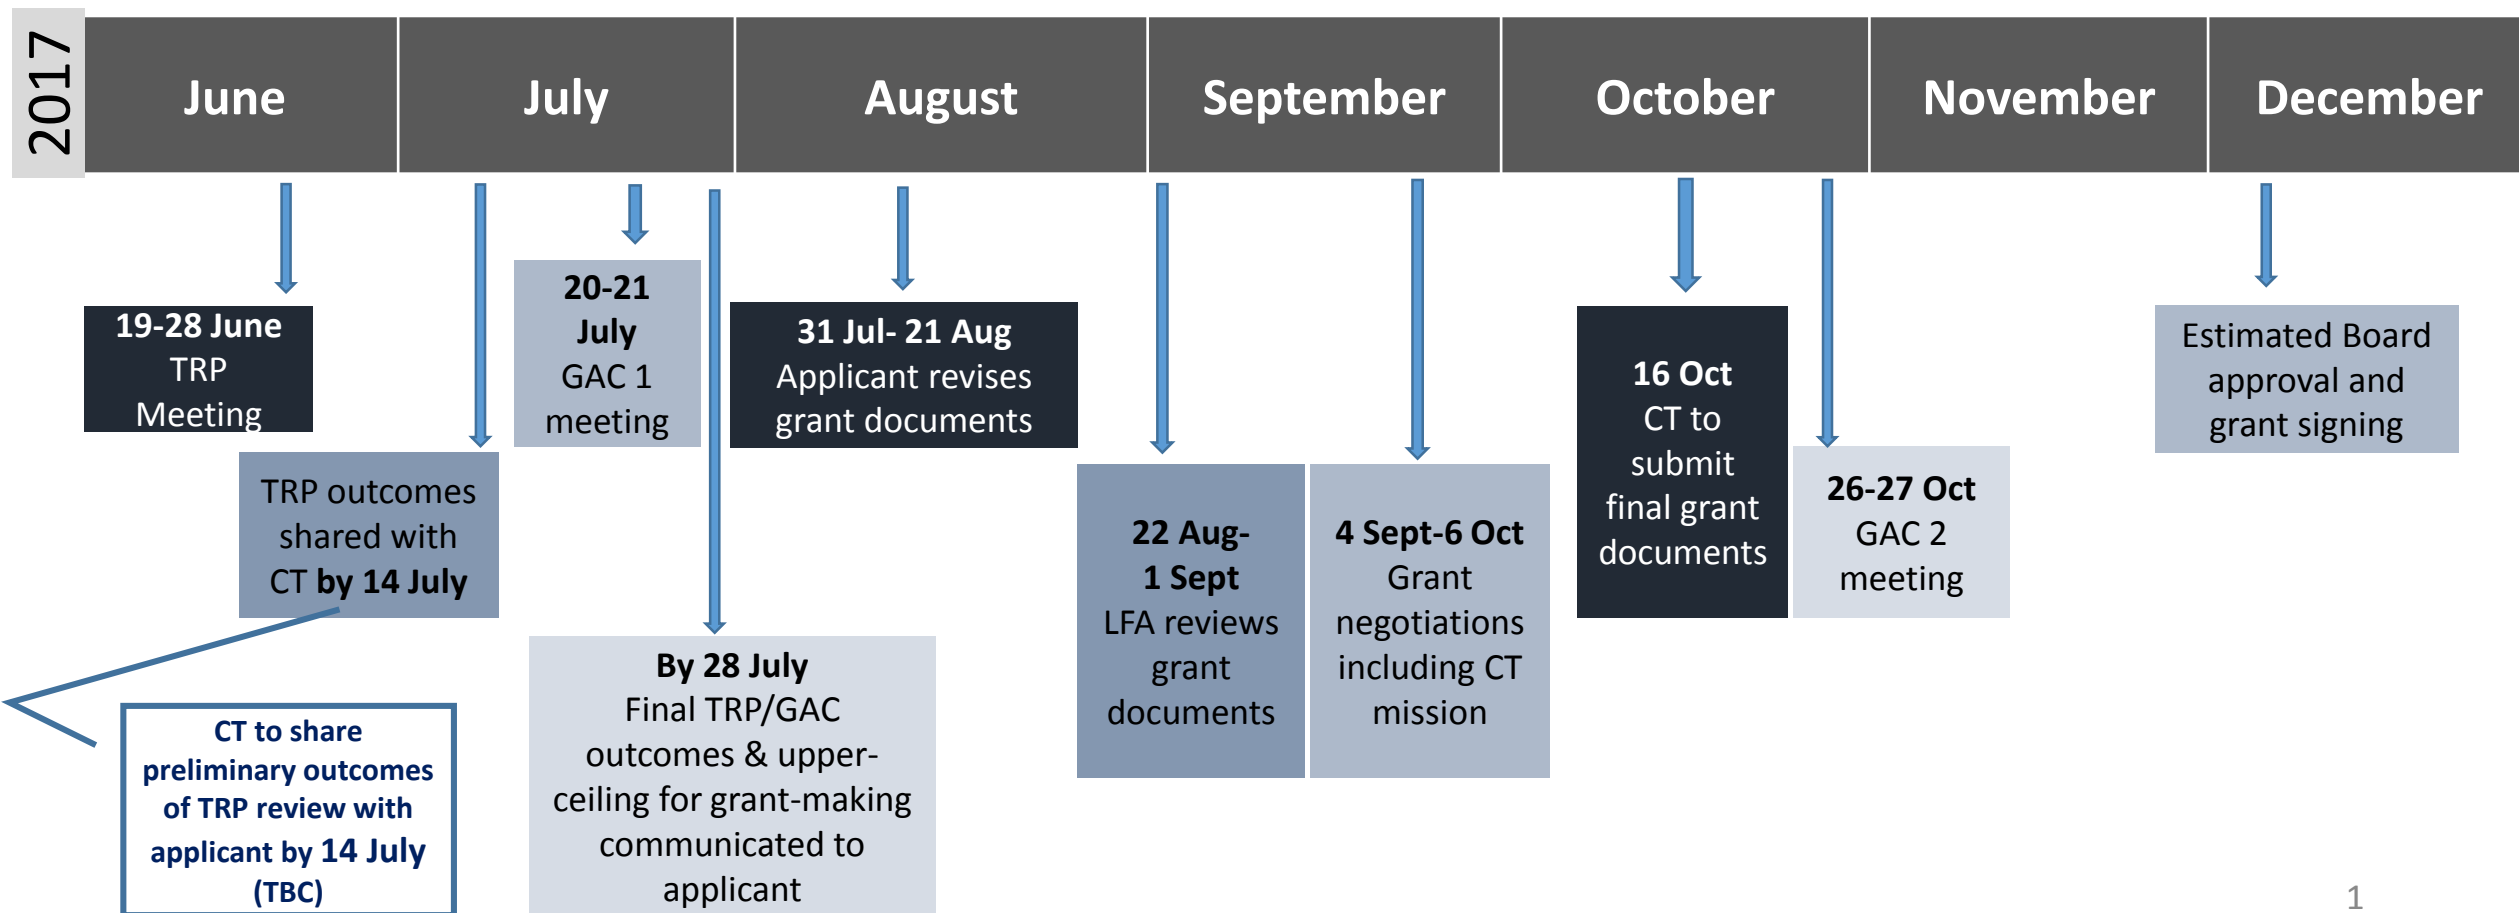 2017
June
July
August
September
October
November
December
19-28 June
TRP
Meeting
TRP outcomes
shared with
CT by 14 July
CT to share
preliminary outcomes
of TRP review with
applicant by 14 July
(TBC)
20-21
July
GAC 1
meeting
By 28 July
Final TRP/GAC
outcomes & upper-
ceiling for grant-making
communicated to
applicant
31 Jul- 21 Aug
Applicant revises
grant documents
22 Aug-
1 Sept
LFA reviews
grant
documents
4 Sept-6 Oct
Grant
negotiations
including CT
mission
16 Oct
CT to
submit
final grant
documents
26-27 Oct
GAC 2
meeting
Estimated Board
approval and
grant signing
1